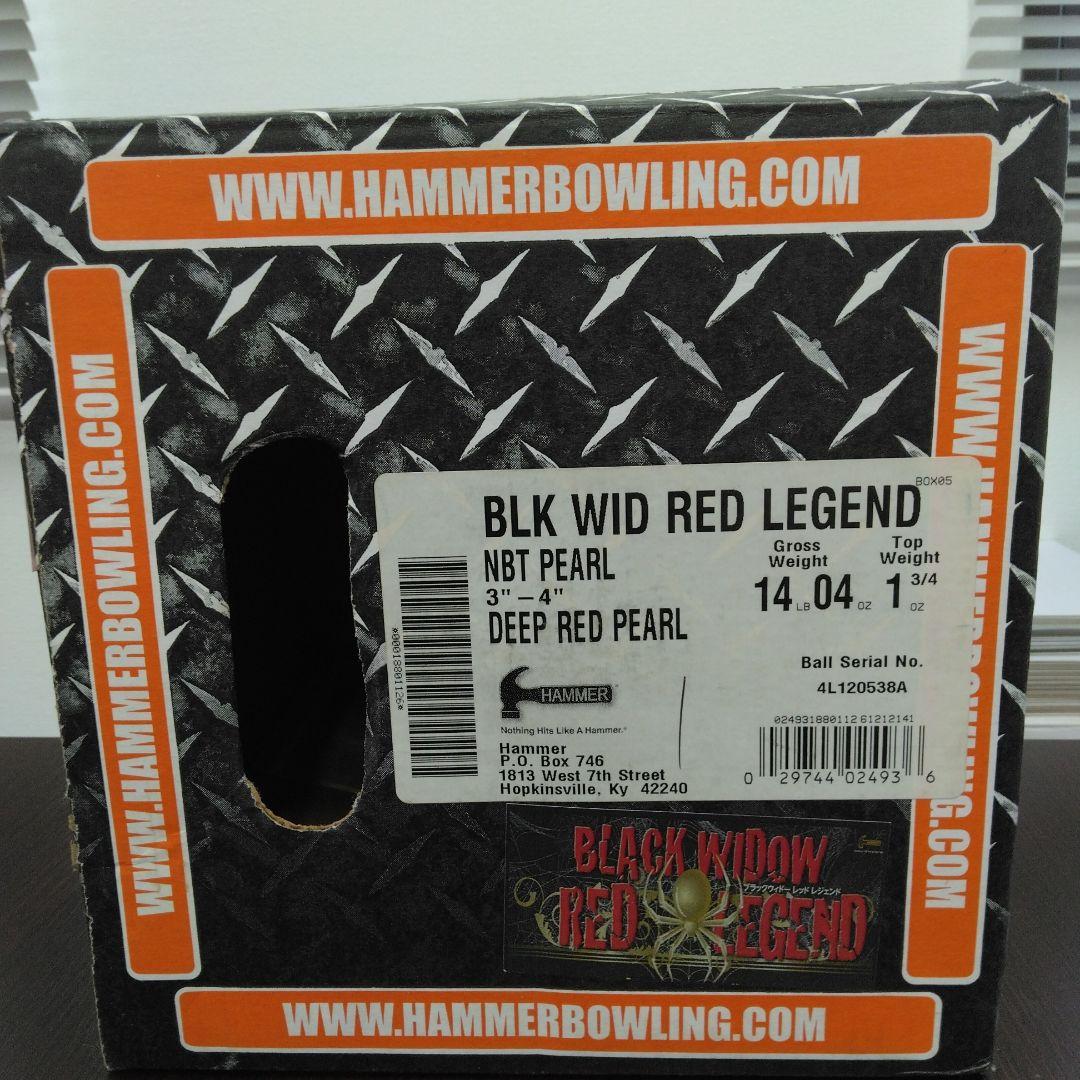 WWW.HAMMERBOWLING.COM
WWW.HAMMERBOWLING.COM
WWW.HAMMERBOWLING.COM
BOX05
BLK WID RED LEGEND
NBT PEARL
3" – 4"
DEEP RED PEARL
Gross Weight
14 LB 04 OZ
Top Weight
1 3/4 OZ
*0000188011 26*
Ball Serial No.
4L120538A
HAMMER
Nothing Hits Like A Hammer.®
Hammer
P.O. Box 746
1813 West 7th Street
Hopkinsville, Ky 42240
024931880112 61212141
0 29744 02493 6
BLACK WIDOW
ブラックウィドー レッド レジェンド
RED LEGEND
WWW.HAMMERBOWLING.COM